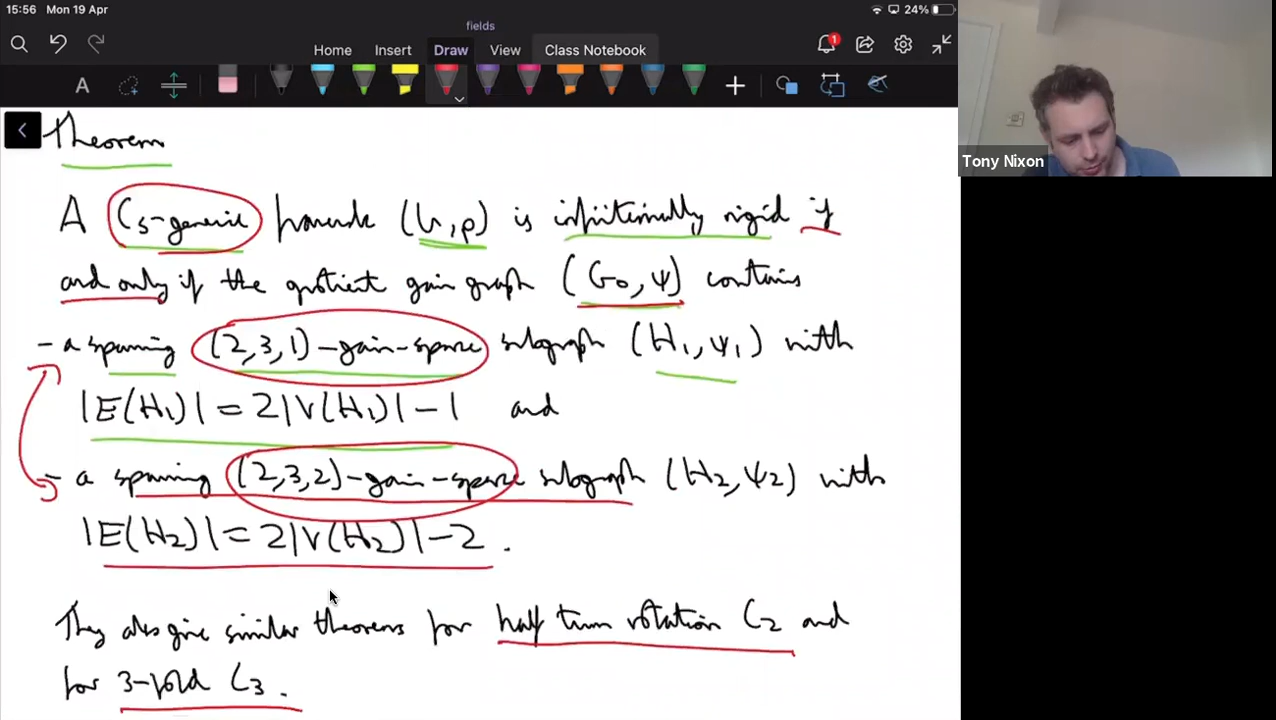 15:56 Mon 19 Apr
24%
fields
Home Insert Draw View Class Notebook
1
A
Theorem
A Cs-generic framework (G,p) is infinitesimally rigid if
and only if the quotient gain graph (G₀,ψ) contains
- a spanning (2,3,1)-gain-sparse subgraph (H₁,ψ₁) with
|E(H₁)| = 2|V(H₁)| - 1 and
- a spanning (2,3,2)-gain-sparse subgraph (H₂,ψ₂) with
|E(H₂)| = 2|V(H₂)| - 2 .
They also give similar theorems for half turn rotation C₂ and
for 3-fold C₃ .
Tony Nixon